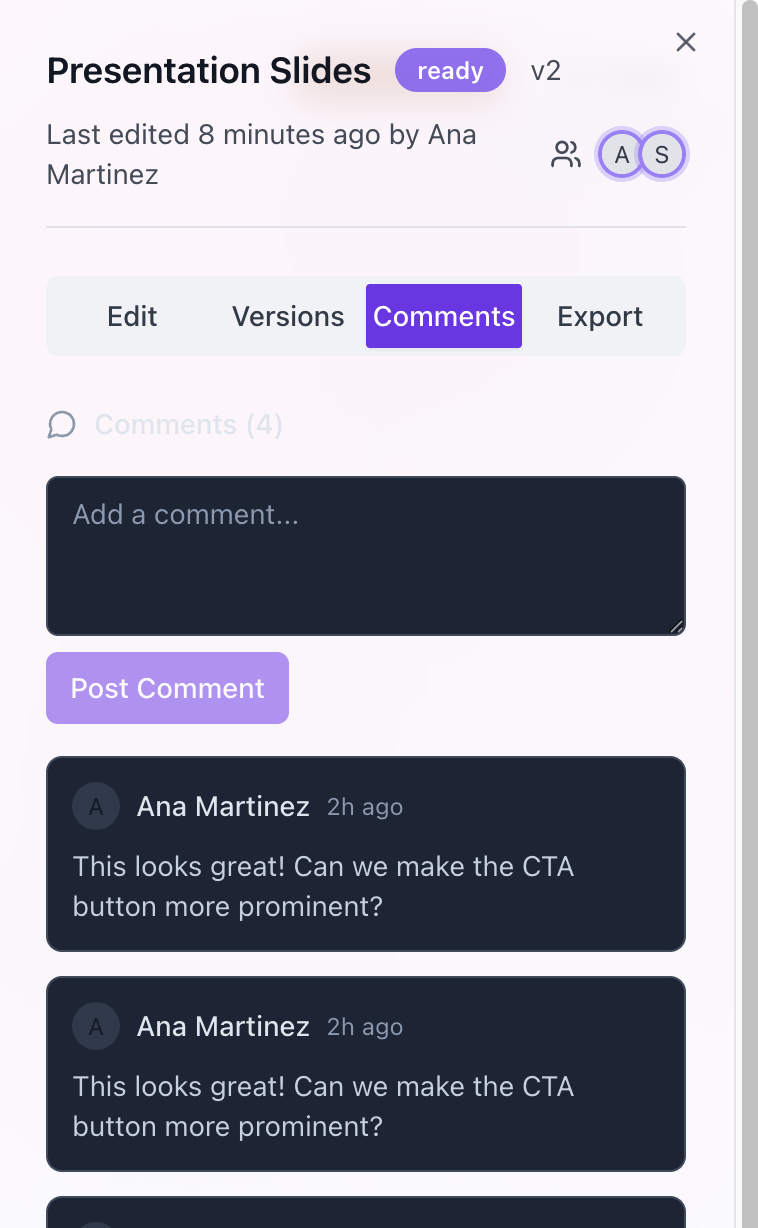 Presentation Slides ready v2
Last edited 8 minutes ago by Ana
Martinez
A S
Edit Versions Comments Export
Comments (4)
Add a comment...
Post Comment
A Ana Martinez 2h ago
This looks great! Can we make the CTA
button more prominent?
A Ana Martinez 2h ago
This looks great! Can we make the CTA
button more prominent?